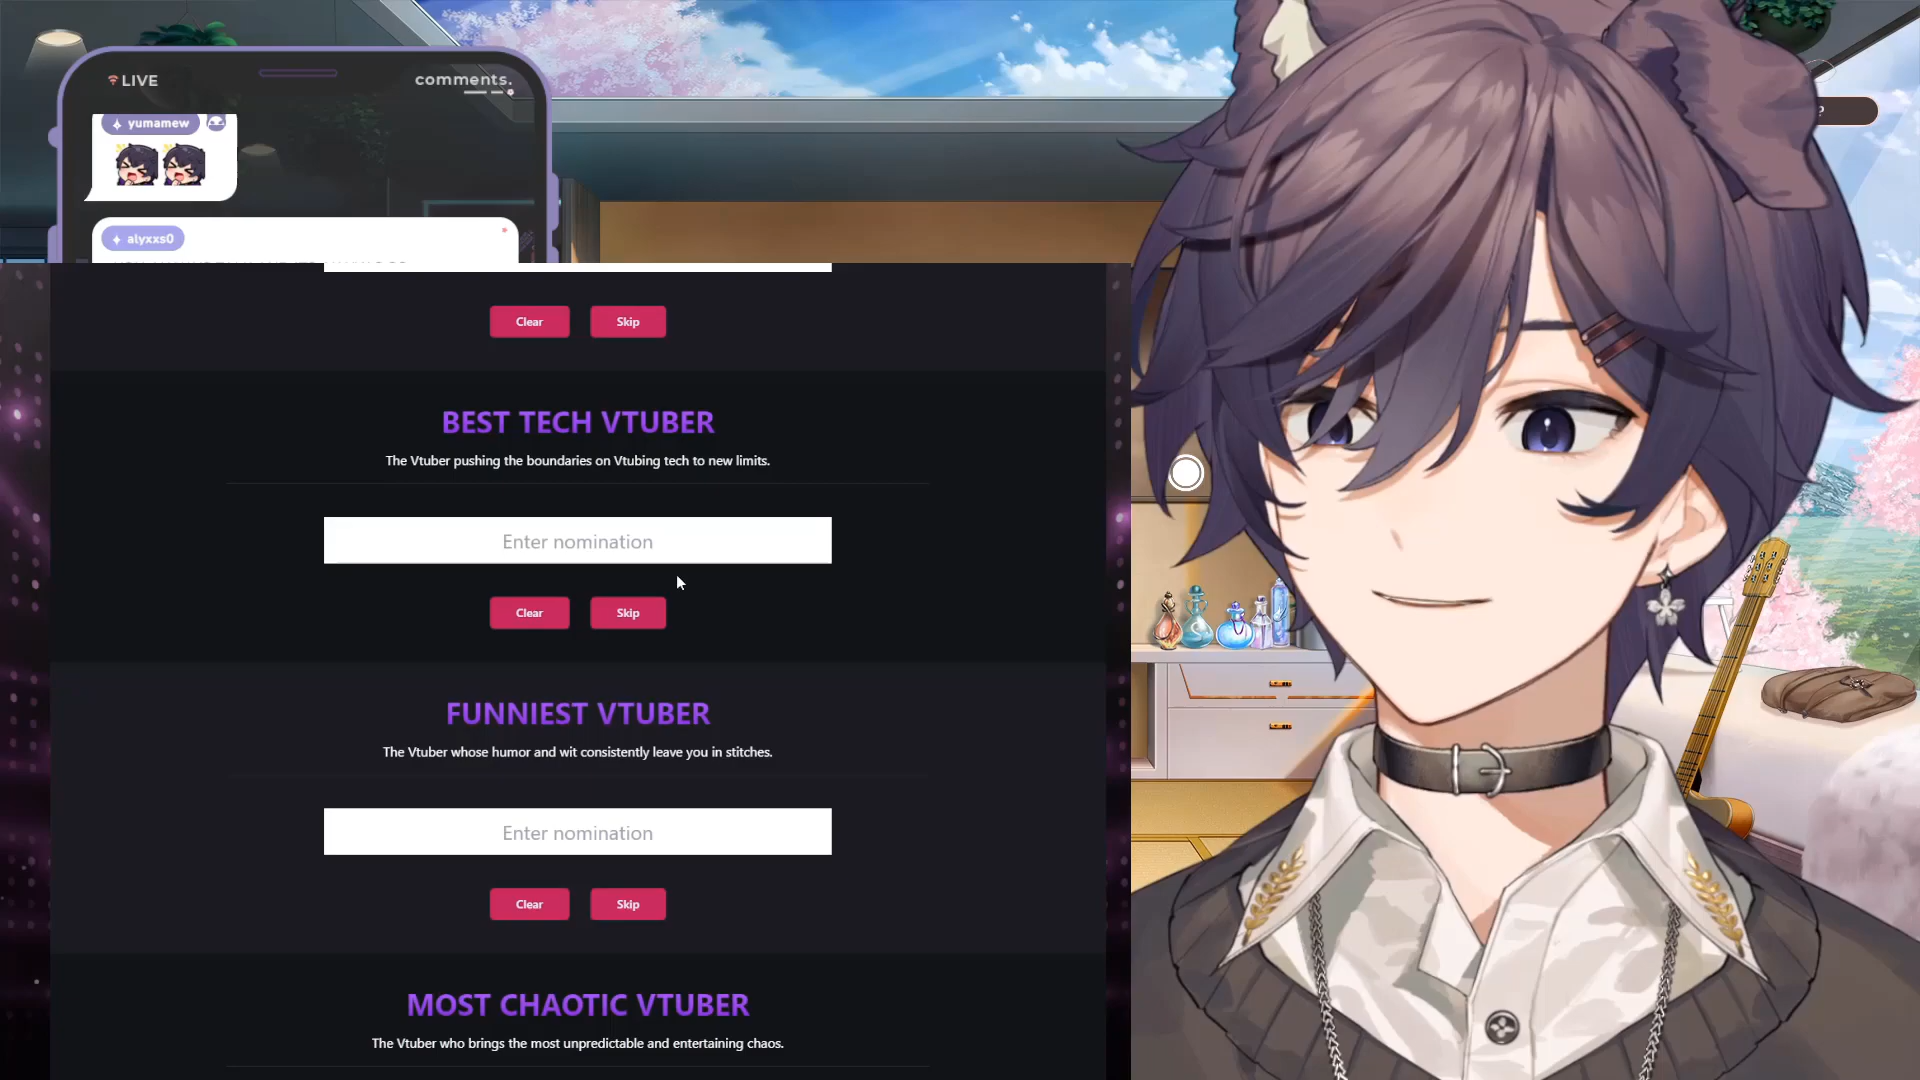 LIVE
comments.
yumamew
alyxxs0
?
Clear
Skip
BEST TECH VTUBER
The Vtuber pushing the boundaries on Vtubing tech to new limits.
Enter nomination
Clear
Skip
FUNNIEST VTUBER
The Vtuber whose humor and wit consistently leave you in stitches.
Enter nomination
Clear
Skip
MOST CHAOTIC VTUBER
The Vtuber who brings the most unpredictable and entertaining chaos.